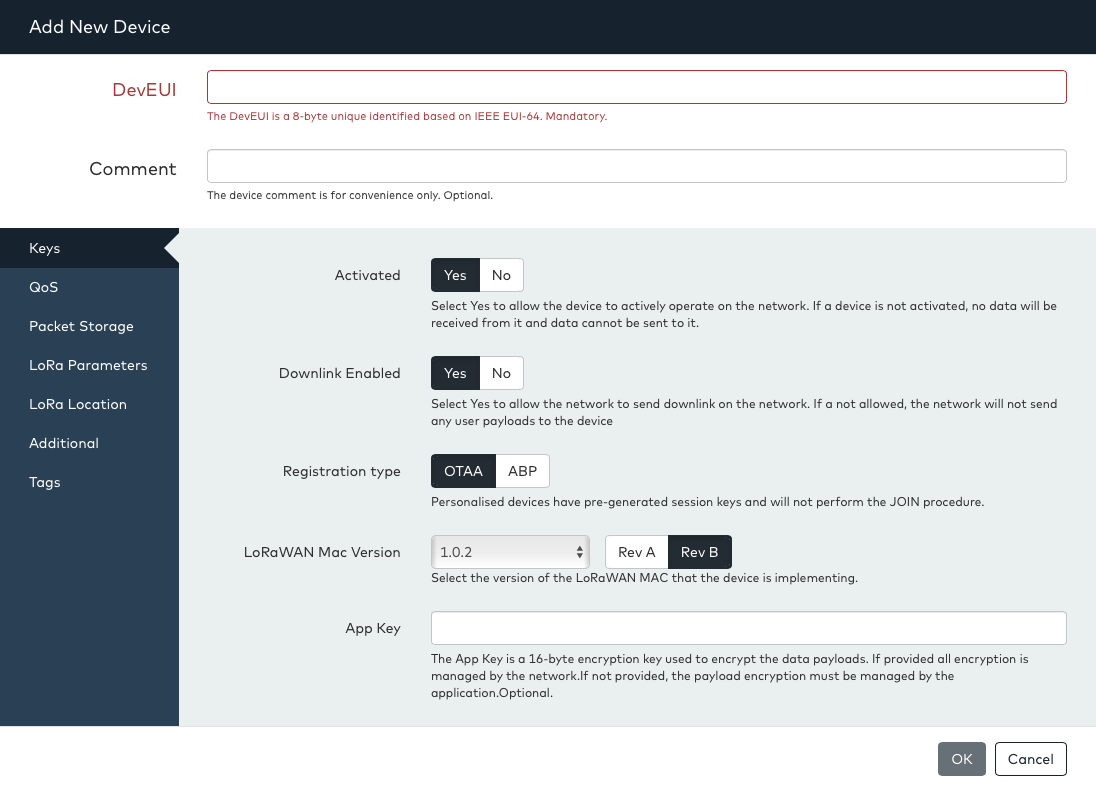 Add New Device
DevEUI
The DevEUI is a 8-byte unique identified based on IEEE EUI-64. Mandatory.
Comment
The device comment is for convenience only. Optional.
Keys
QoS
Packet Storage
LoRa Parameters
LoRa Location
Additional
Tags
Activated
Yes No
Select Yes to allow the device to actively operate on the network. If a device is not activated, no data will be
received from it and data cannot be sent to it.
Downlink Enabled
Yes No
Select Yes to allow the network to send downlink on the network. If a not allowed, the network will not send
any user payloads to the device
Registration type
OTAA ABP
Personalised devices have pre-generated session keys and will not perform the JOIN procedure.
LoRaWAN Mac Version
1.0.2 Rev A Rev B
Select the version of the LoRaWAN MAC that the device is implementing.
App Key
The App Key is a 16-byte encryption key used to encrypt the data payloads. If provided all encryption is
managed by the network.If not provided, the payload encryption must be managed by the
application.Optional.
OK Cancel